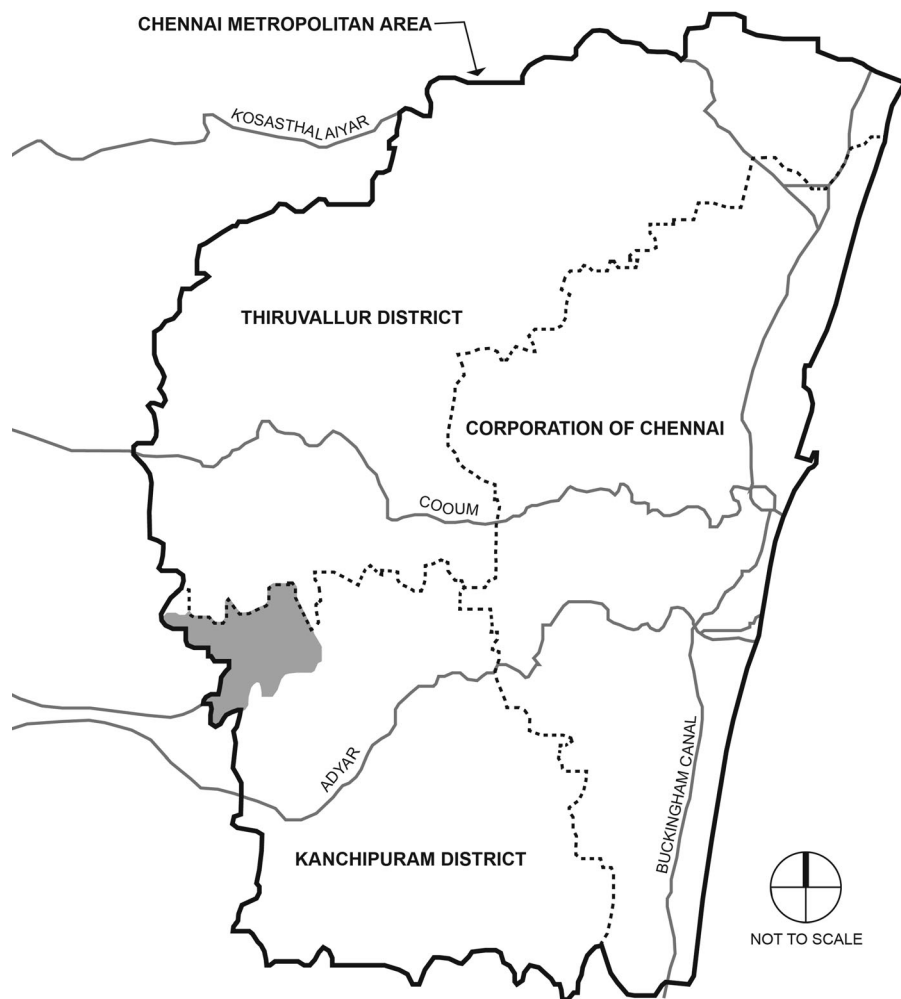 CHENNAI METROPOLITAN AREA
KOSASTHALAIYAR
THIRUVALLUR DISTRICT
CORPORATION OF CHENNAI
COOUM
ADYAR
BUCKINGHAM CANAL
KANCHIPURAM DISTRICT
NOT TO SCALE